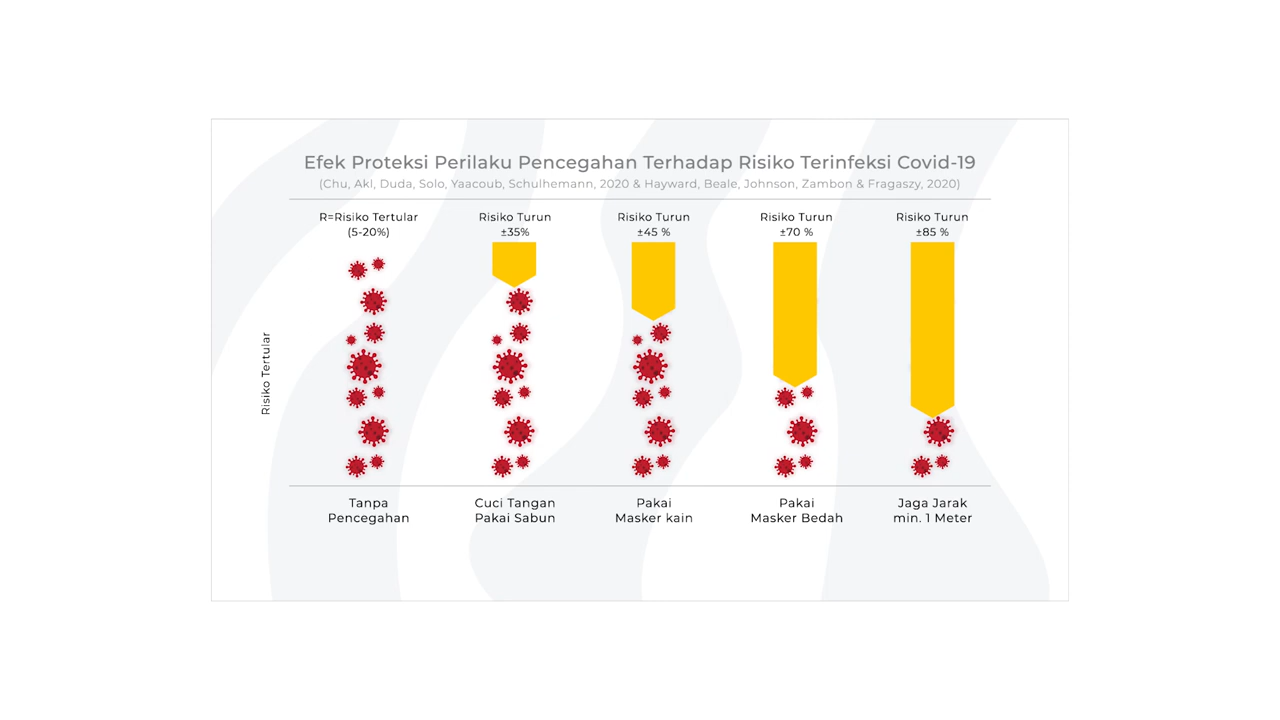 Efek Proteksi Perilaku Pencegahan Terhadap Risiko Terinfeksi Covid-19
(Chu, Akl, Duda, Solo, Yaacoub, Schulhemann, 2020 & Hayward, Beale, Johnson, Zambon & Fragaszy, 2020)
R=Risiko Tertular
(5-20%)
Risiko Turun
±35%
Risiko Turun
±45 %
Risiko Turun
±70 %
Risiko Turun
±85 %
Risiko Tertular
Tanpa
Pencegahan
Cuci Tangan
Pakai Sabun
Pakai
Masker kain
Pakai
Masker Bedah
Jaga Jarak
min. 1 Meter